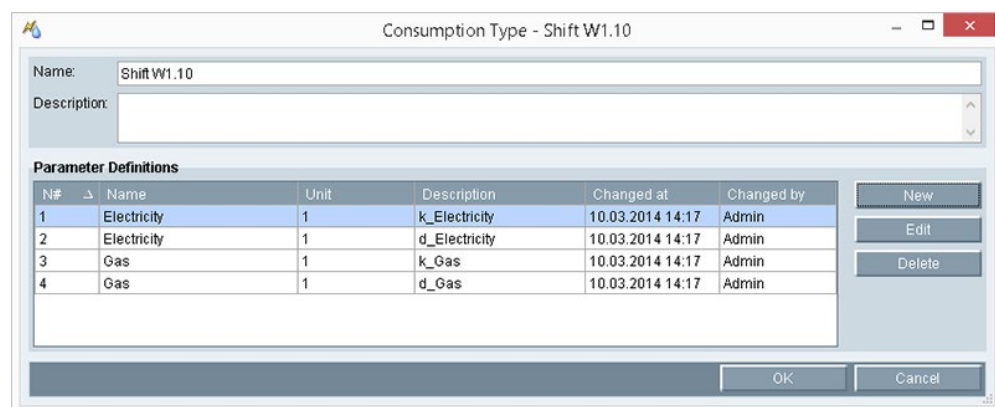 Consumption Type - Shift W1.10
Name: Shift W1.10
Description:
Parameter Definitions
N# Name Unit Description Changed at Changed by
1 Electricity 1 k_Electricity 10.03.2014 14:17 Admin
2 Electricity 1 d_Electricity 10.03.2014 14:17 Admin
3 Gas 1 k_Gas 10.03.2014 14:17 Admin
4 Gas 1 d_Gas 10.03.2014 14:17 Admin
New
Edit
Delete
OK Cancel